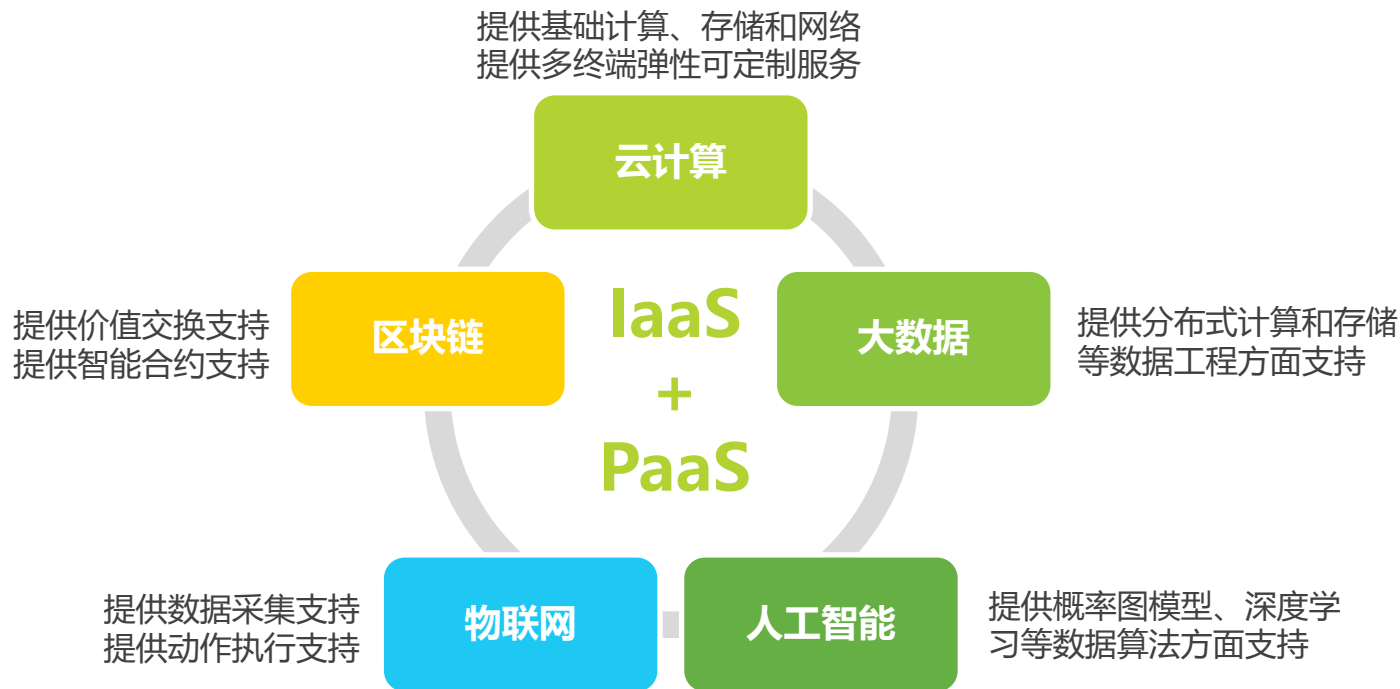 提供基础计算、存储和网络
提供多终端弹性可定制服务
云计算
区块链
提供价值交换支持
提供智能合约支持
IaaS
+
PaaS
大数据
提供分布式计算和存储
等数据工程方面支持
物联网
提供数据采集支持
提供动作执行支持
人工智能
提供概率图模型、深度学
习等数据算法方面支持